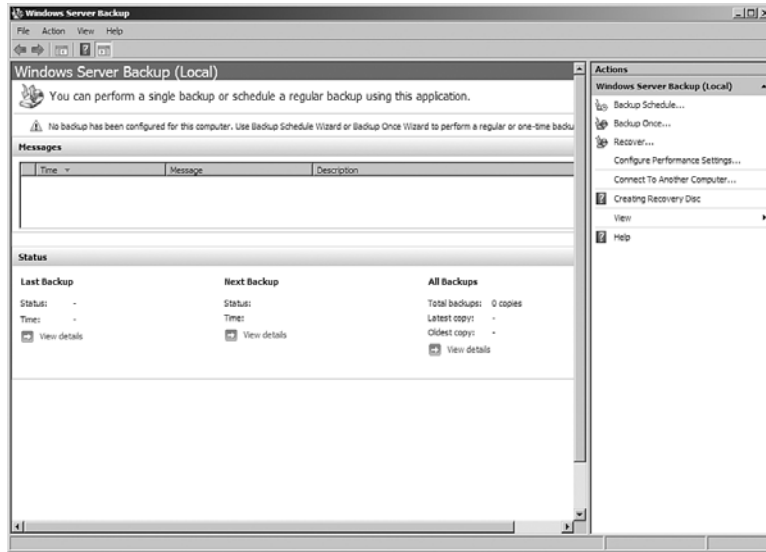 Windows Server Backup
File Action View Help
Windows Server Backup (Local)
You can perform a single backup or schedule a regular backup using this application.
No backup has been configured for this computer. Use Backup Schedule Wizard or Backup Once Wizard to perform a regular or one-time backu
Messages
Time Message Description
Status
Last Backup Next Backup All Backups
Status: - Status: Total backups: 0 copies
Time: - Time: Latest copy: -
View details View details Oldest copy: -
View details
Actions
Windows Server Backup (Local)
Backup Schedule...
Backup Once...
Recover...
Configure Performance Settings...
Connect To Another Computer...
Creating Recovery Disc
View
Help